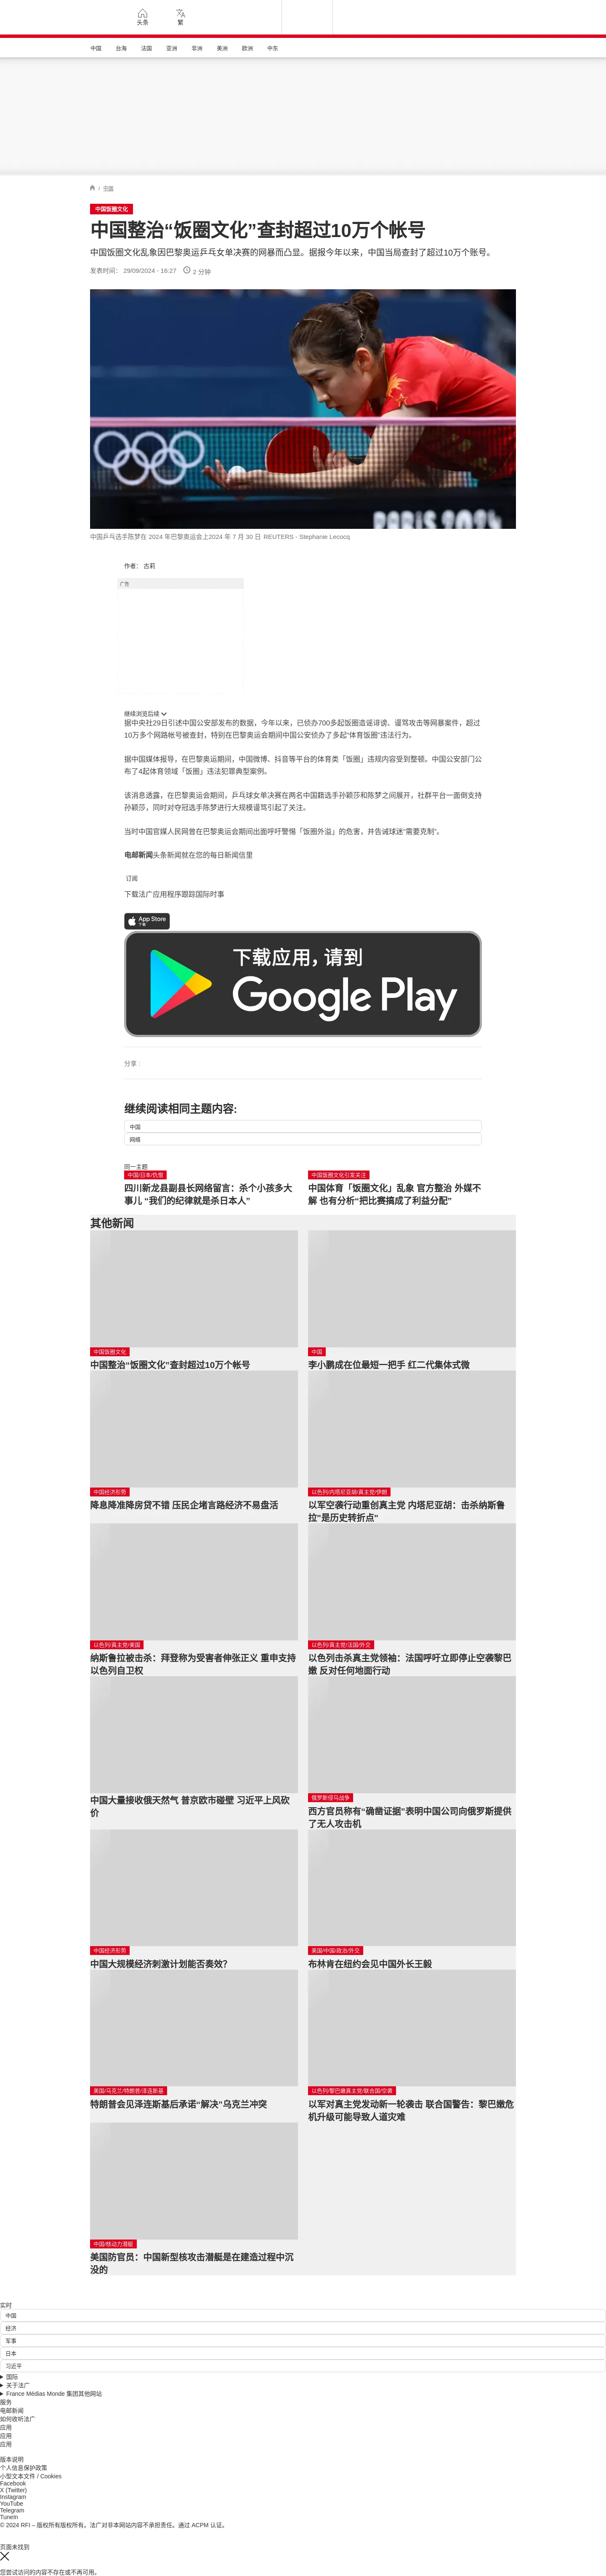 头条
繁
中国
台海
法国
亚洲
非洲
美洲
欧洲
中东
/ 中国
中国饭圈文化
中国整治“饭圈文化”查封超过10万个帐号
中国饭圈文化乱象因巴黎奥运乒乓女单决赛的网暴而凸显。据报今年以来，中国当局查封了超过10万个账号。
发表时间： 29/09/2024 - 16:27
2 分钟
PARIS 20
中国乒乓选手陈梦在 2024 年巴黎奥运会上2024 年 7 月 30 日 REUTERS - Stephanie Lecocq
作者： 古莉
广告
继续浏览后续
据中央社29日引述中国公安部发布的数据，今年以来，已侦办700多起饭圈造谣诽谤、谩骂攻击等网暴案件，超过
10万多个网路帐号被查封，特别在巴黎奥运会期间中国公安侦办了多起“体育饭圈”违法行为。
据中国媒体报导，在巴黎奥运期间，中国微博、抖音等平台的体育类「饭圈」违规内容受到整顿。中国公安部门公
布了4起体育领域「饭圈」违法犯罪典型案例。
该消息透露，在巴黎奥运会期间，乒乓球女单决赛在两名中国籍选手孙颖莎和陈梦之间展开，社群平台一面倒支持
孙颖莎，同时对夺冠选手陈梦进行大规模谩骂引起了关注。
当时中国官媒人民网曾在巴黎奥运会期间出面呼吁警惕「饭圈外溢」的危害，并告诫球迷“需要克制”。
电邮新闻头条新闻就在您的每日新闻信里
订阅
下载法广应用程序跟踪国际时事
App Store
下载
下载应用，请到
Google Play
分享 :
继续阅读相同主题内容:
中国
网络
同一主题
中国/日本/仇恨
四川新龙县副县长网络留言：杀个小孩多大
事儿 “我们的纪律就是杀日本人”
中国饭圈文化引发关注
中国体育「饭圈文化」乱象 官方整治 外媒不
解 也有分析“把比赛搞成了利益分配”
其他新闻
中国饭圈文化
中国整治“饭圈文化”查封超过10万个帐号
中国
李小鹏成在位最短一把手 红二代集体式微
中国经济形势
降息降准降房贷不错 压民企堵言路经济不易盘活
以色列/内塔尼亚胡/真主党/伊朗
以军空袭行动重创真主党 内塔尼亚胡：击杀纳斯鲁
拉"是历史转折点"
以色列/真主党/美国
纳斯鲁拉被击杀：拜登称为受害者伸张正义 重申支持
以色列自卫权
以色列/真主党/法国/外交
以色列击杀真主党领袖：法国呼吁立即停止空袭黎巴
嫩 反对任何地面行动
中国大量接收俄天然气 普京欧市碰壁 习近平上风砍
价
俄罗斯侵乌战争
西方官员称有“确凿证据”表明中国公司向俄罗斯提供
了无人攻击机
中国经济形势
中国大规模经济刺激计划能否奏效？
美国/中国/政治/外交
布林肯在纽约会见中国外长王毅
美国/乌克兰/特朗普/泽连斯基
特朗普会见泽连斯基后承诺“解决”乌克兰冲突
以色列/黎巴嫩真主党/联合国/空袭
以军对真主党发动新一轮袭击 联合国警告：黎巴嫩危
机升级可能导致人道灾难
中国/核动力潜艇
美国防官员：中国新型核攻击潜艇是在建造过程中沉
没的
实时
中国
经济
军事
日本
习近平
国际
关于法广
France Médias Monde 集团其他网站
服务
电邮新闻
如何收听法广
应用
应用
应用
版本说明
个人信息保护政策
小型文本文件 / Cookies
Facebook
X (Twitter)
Instagram
YouTube
Telegram
TuneIn
© 2024 RFI – 版权所有版权所有。法广对非本网站内容不承担责任。通过 ACPM 认证。
页面未找到
您尝试访问的内容不存在或不再可用。